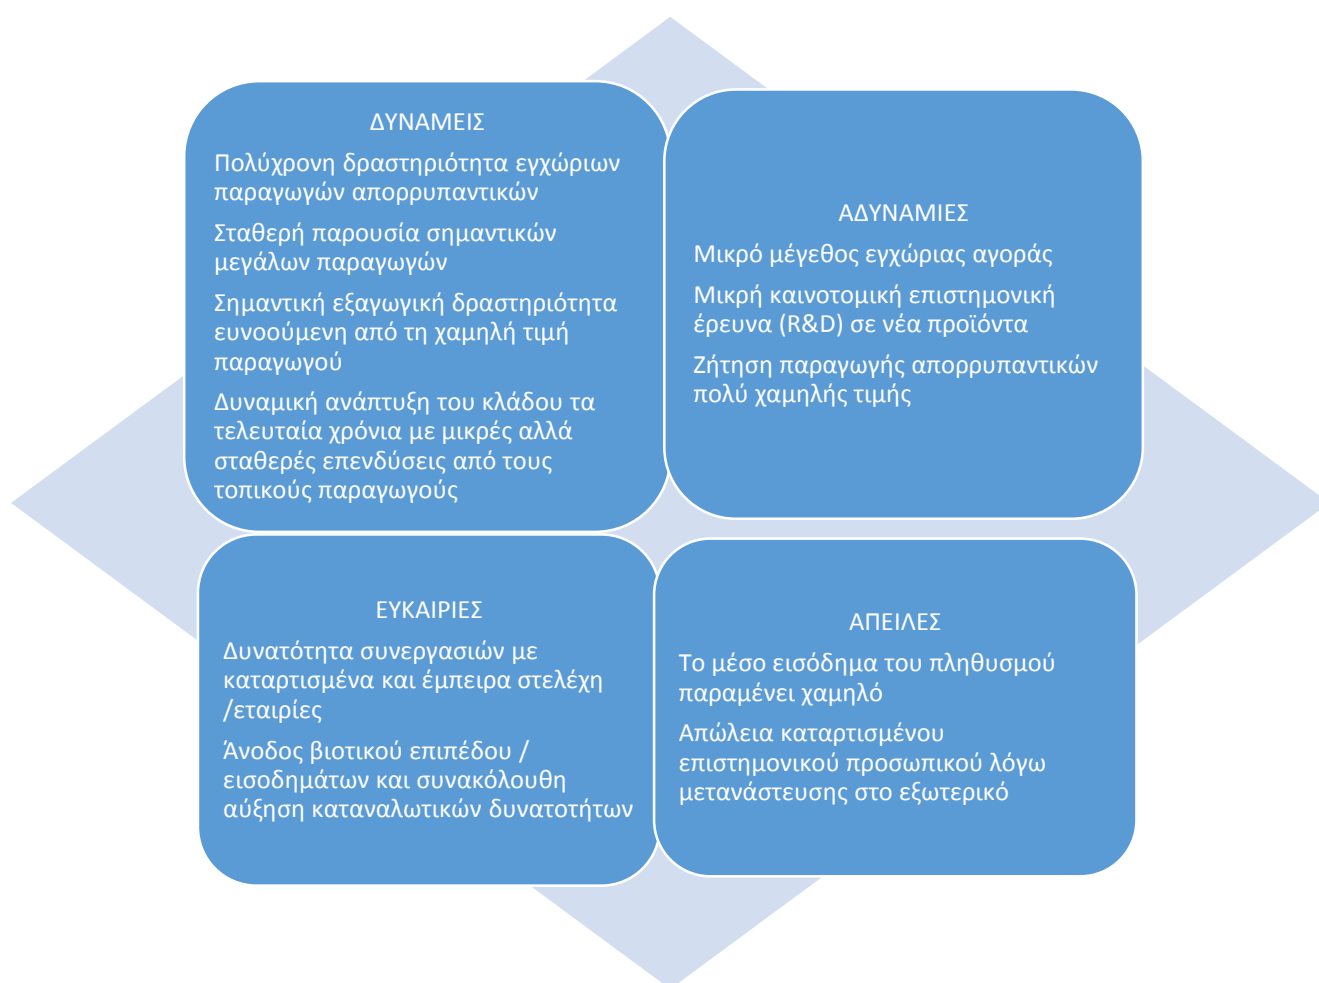 ΔΥΝΑΜΕΙΣ
Πολύχρονη δραστηριότητα εγχώριων
παραγωγών απορρυπαντικών
Σταθερή παρουσία σημαντικών
μεγάλων παραγωγών
Σημαντική εξαγωγική δραστηριότητα
ευνοούμενη από τη χαμηλή τιμή
παραγωγού
Δυναμική ανάπτυξη του κλάδου τα
τελευταία χρόνια με μικρές αλλά
σταθερές επενδύσεις από τους
τοπικούς παραγωγούς
ΑΔΥΝΑΜΙΕΣ
Μικρό μέγεθος εγχώριας αγοράς
Μικρή καινοτομική επιστημονική
έρευνα (R&D) σε νέα προϊόντα
Ζήτηση παραγωγής απορρυπαντικών
πολύ χαμηλής τιμής
ΕΥΚΑΙΡΙΕΣ
Δυνατότητα συνεργασιών με
καταρτισμένα και έμπειρα στελέχη
/εταιρίες
Άνοδος βιοτικού επιπέδου /
εισοδημάτων και συνακόλουθη
αύξηση καταναλωτικών δυνατοτήτων
ΑΠΕΙΛΕΣ
Το μέσο εισόδημα του πληθυσμού
παραμένει χαμηλό
Απώλεια καταρτισμένου
επιστημονικού προσωπικού λόγω
μετανάστευσης στο εξωτερικό